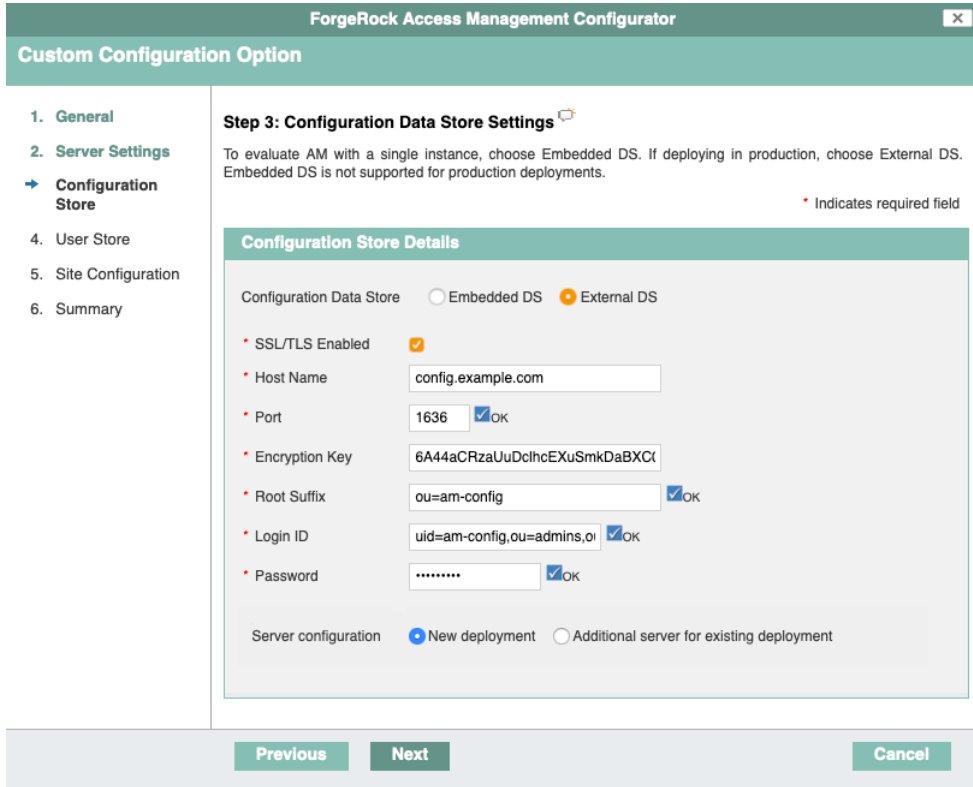 ForgeRock Access Management Configurator
Custom Configuration Option
1. General
2. Server Settings
Configuration
Store
4. User Store
5. Site Configuration
6. Summary
Step 3: Configuration Data Store Settings
To evaluate AM with a single instance, choose Embedded DS. If deploying in production, choose External DS.
Embedded DS is not supported for production deployments.
* Indicates required field
Configuration Store Details
Configuration Data Store Embedded DS External DS
* SSL/TLS Enabled
* Host Name config.example.com
* Port 1636 OK
* Encryption Key
* Root Suffix ou=am-config OK
* Login ID uid=am-config,ou=admins,ou OK
* Password ••••••••• OK
Server configuration New deployment Additional server for existing deployment
Previous Next Cancel